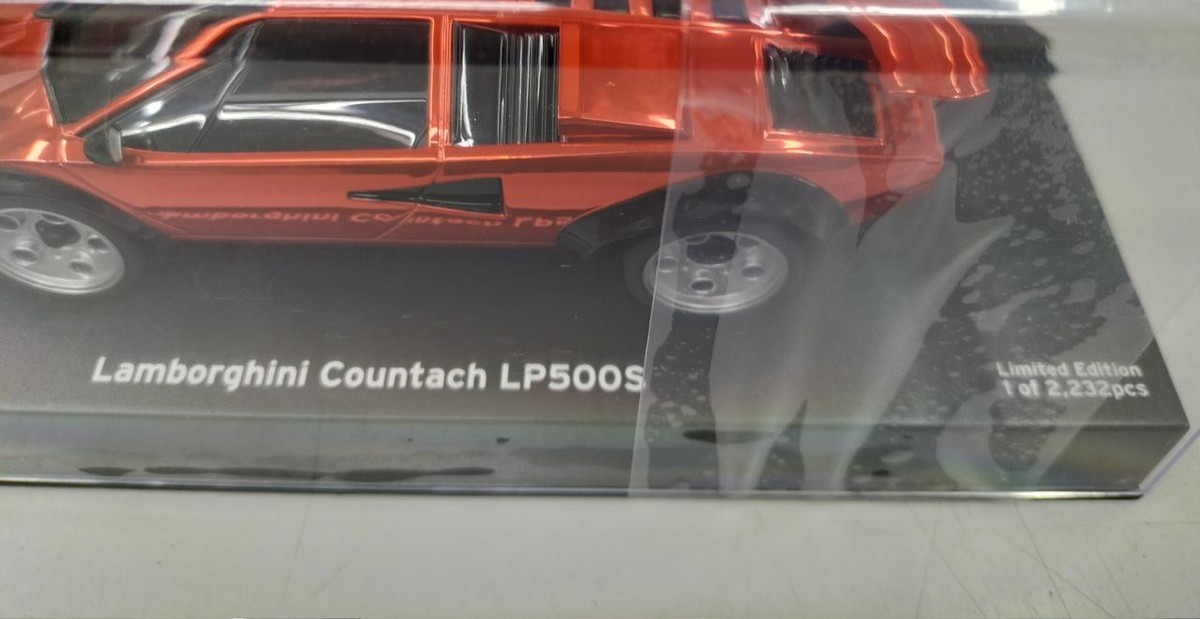 Lamborghini Countach LP500S
Limited Edition
1 of 2,232pcs